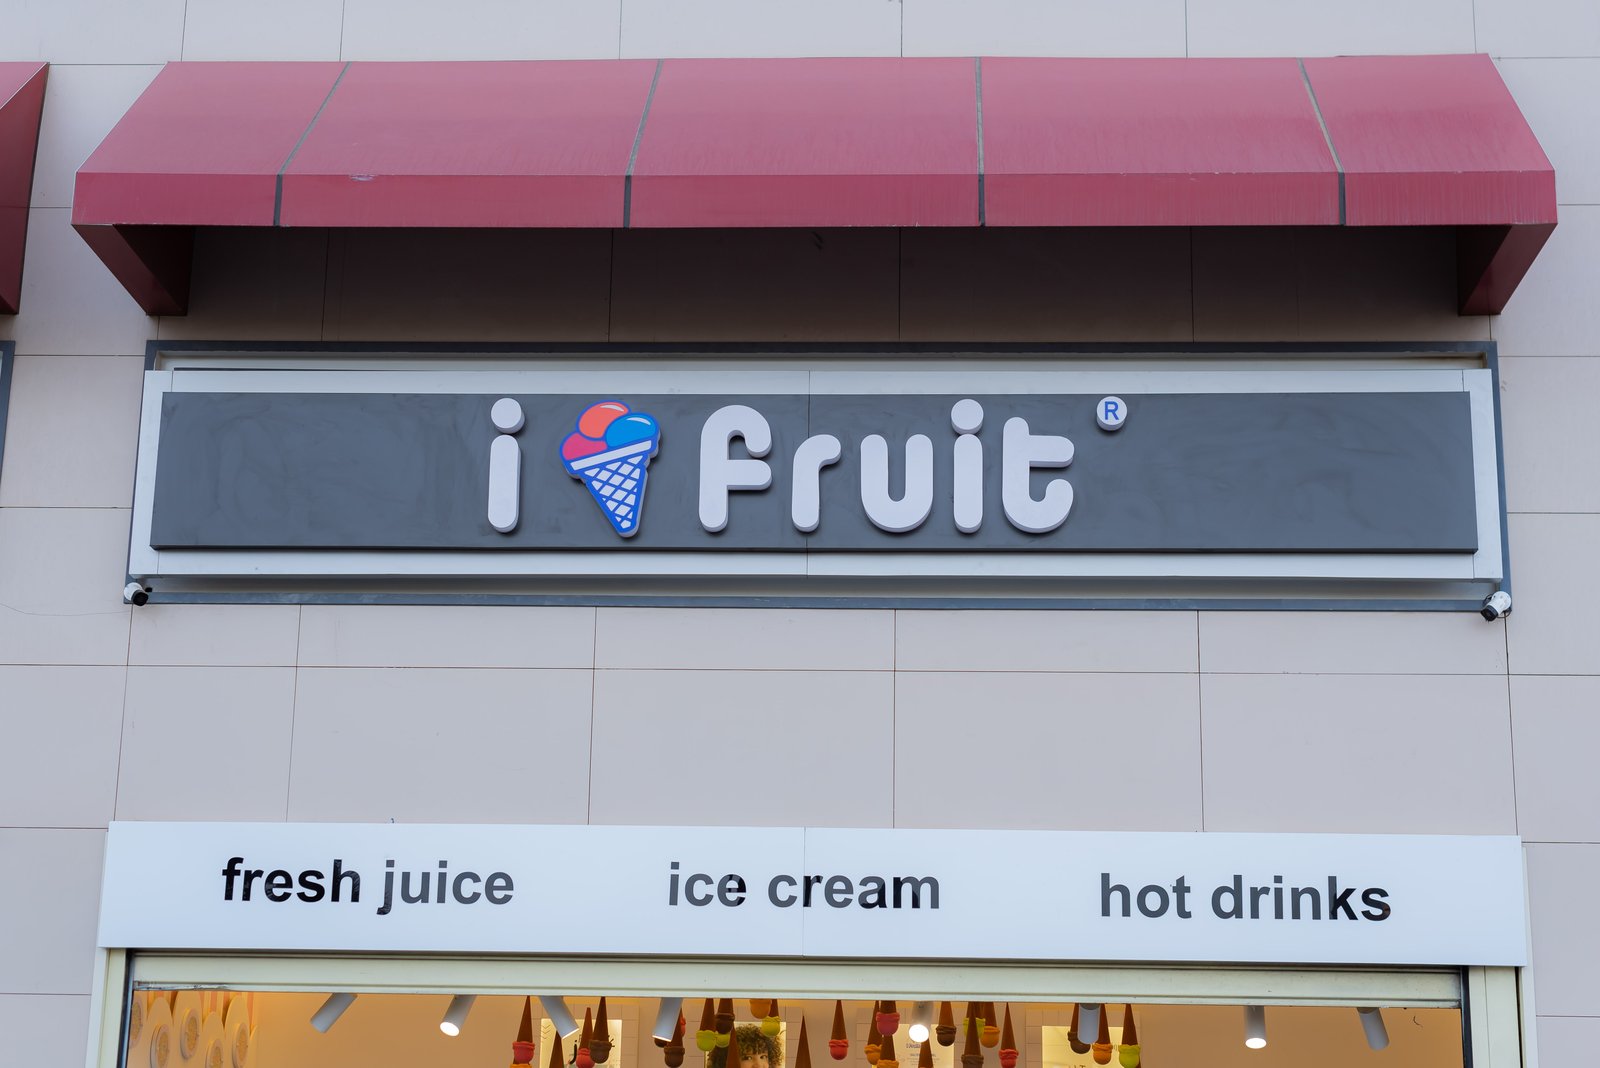 i fruit ®
fresh juice ice cream hot drinks